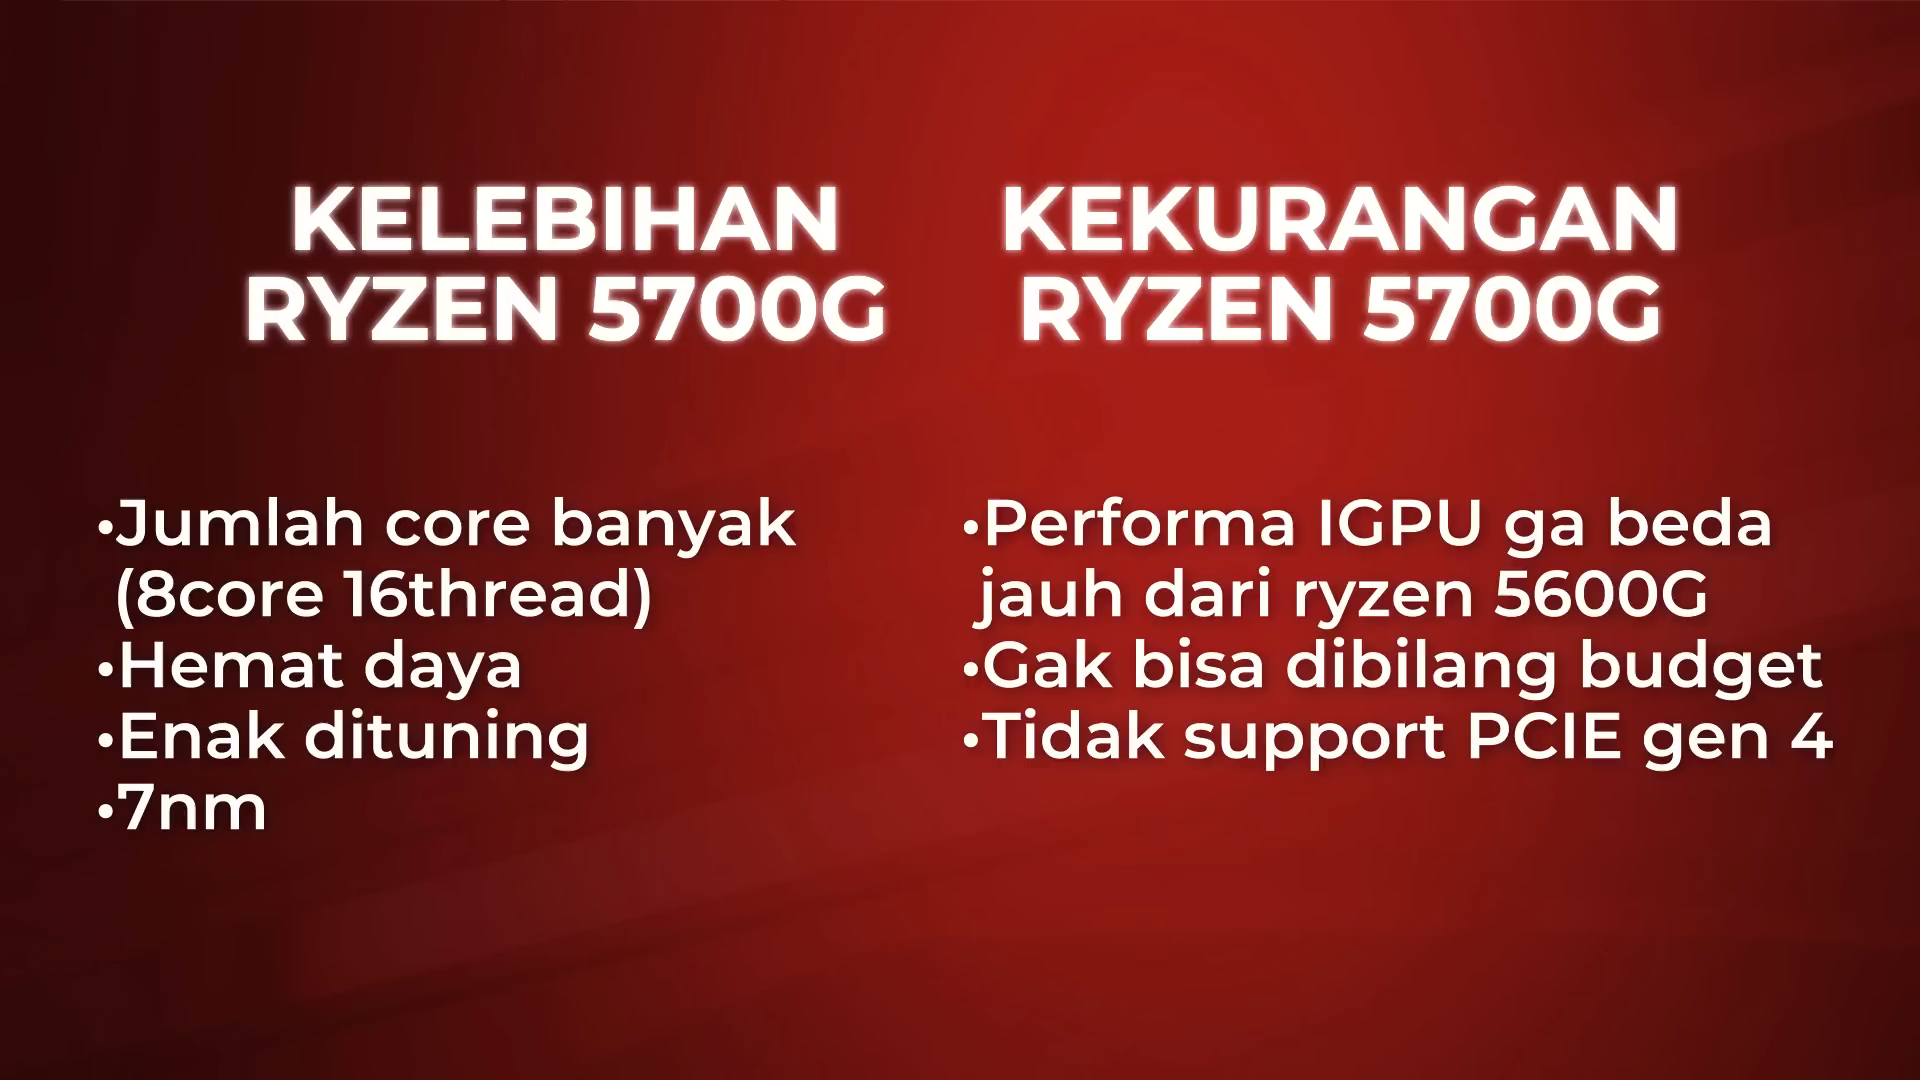 KELEBIHAN
RYZEN 5700G
•Jumlah core banyak
(8core 16thread)
•Hemat daya
•Enak dituning
•7nm
KEKURANGAN
RYZEN 5700G
•Performa IGPU ga beda
jauh dari ryzen 5600G
•Gak bisa dibilang budget
•Tidak support PCIE gen 4